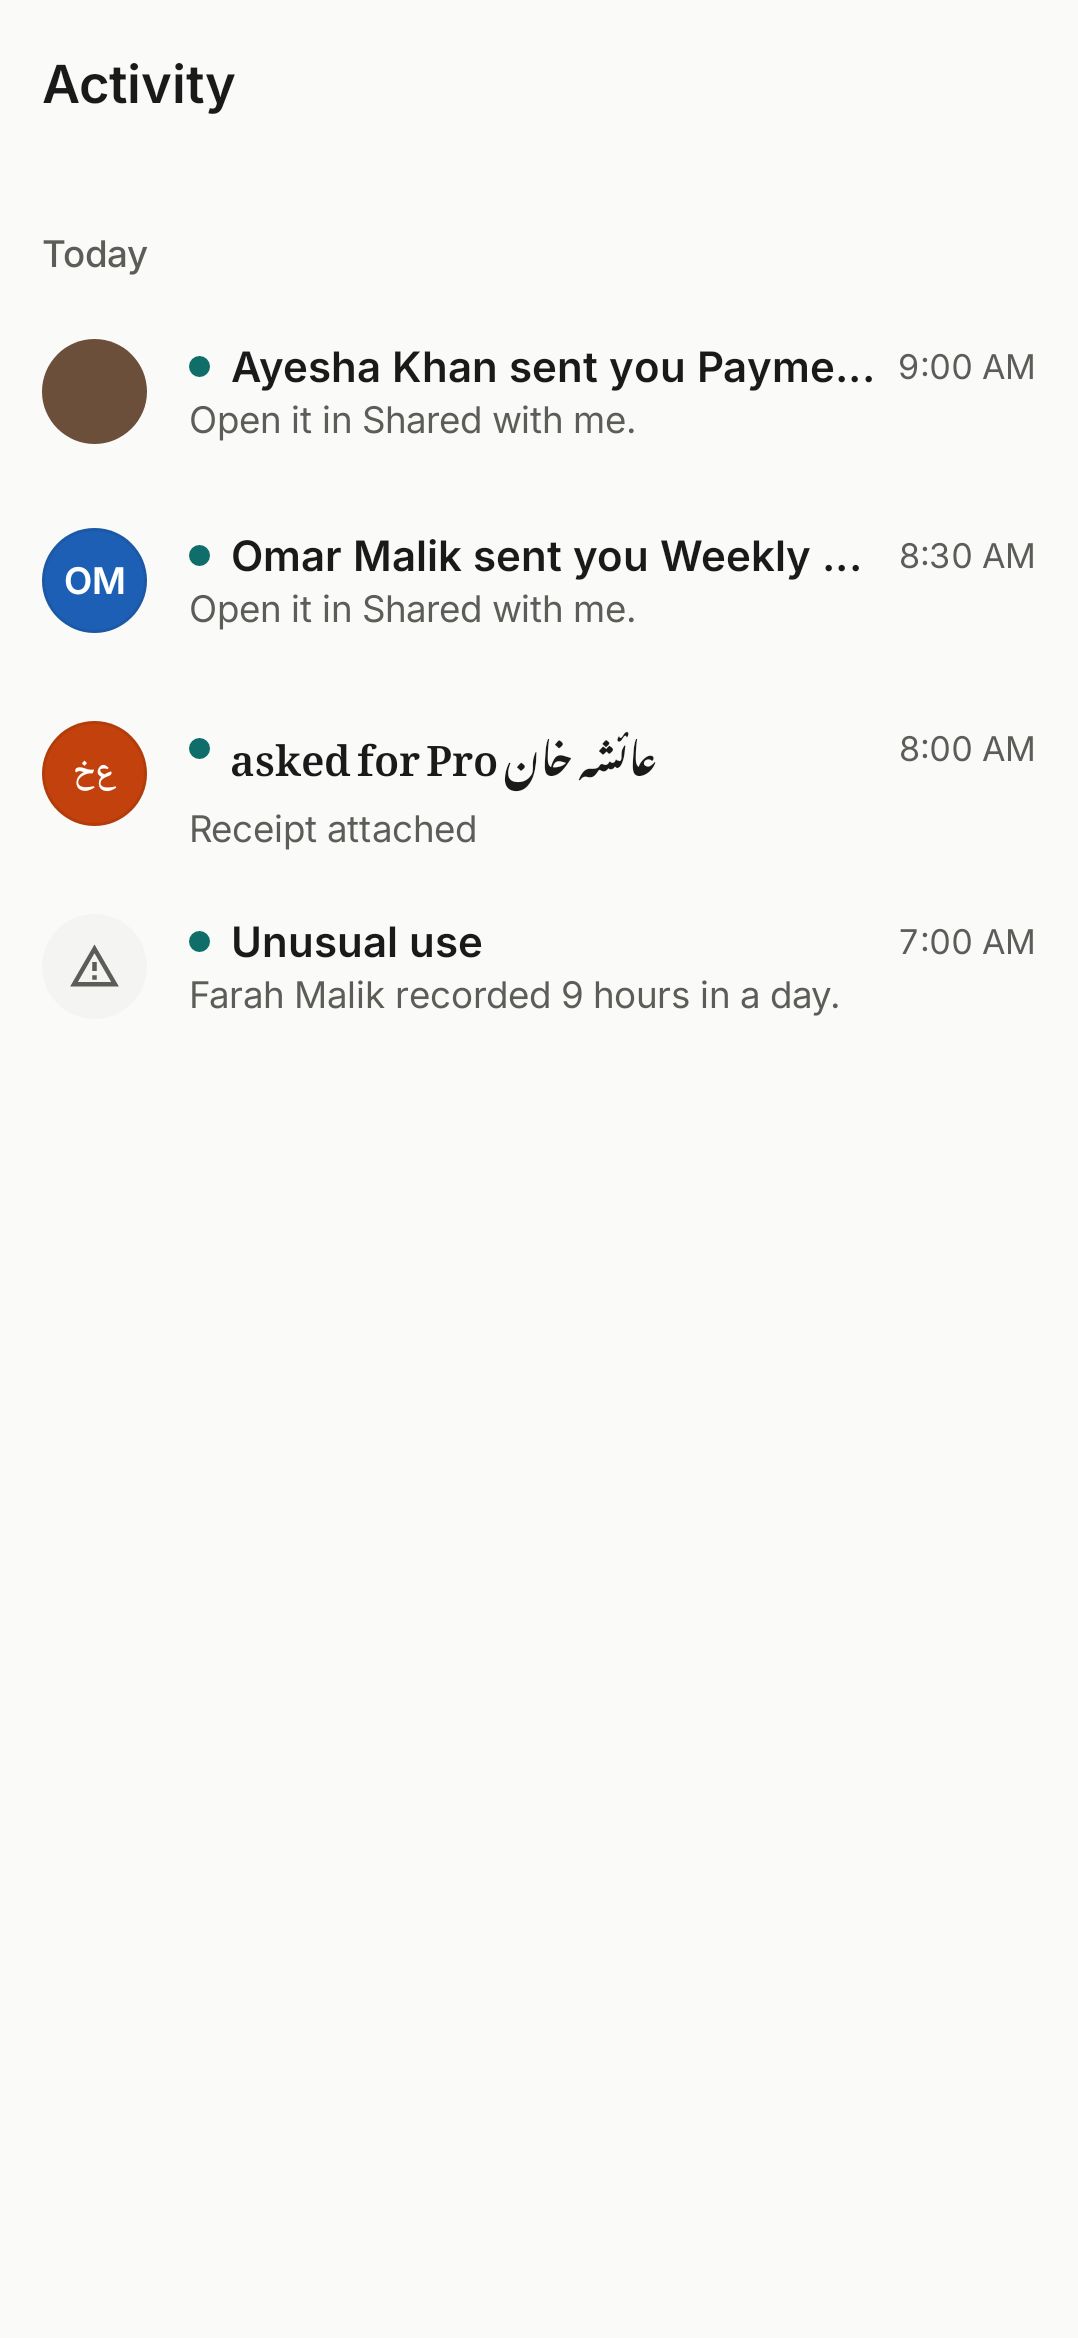 Activity
Today
Ayesha Khan sent you Payme...
9:00 AM
Open it in Shared with me.
OM
Omar Malik sent you Weekly ...
8:30 AM
Open it in Shared with me.
عخ
عائشہ خان asked for Pro
8:00 AM
Receipt attached
Unusual use
7:00 AM
Farah Malik recorded 9 hours in a day.